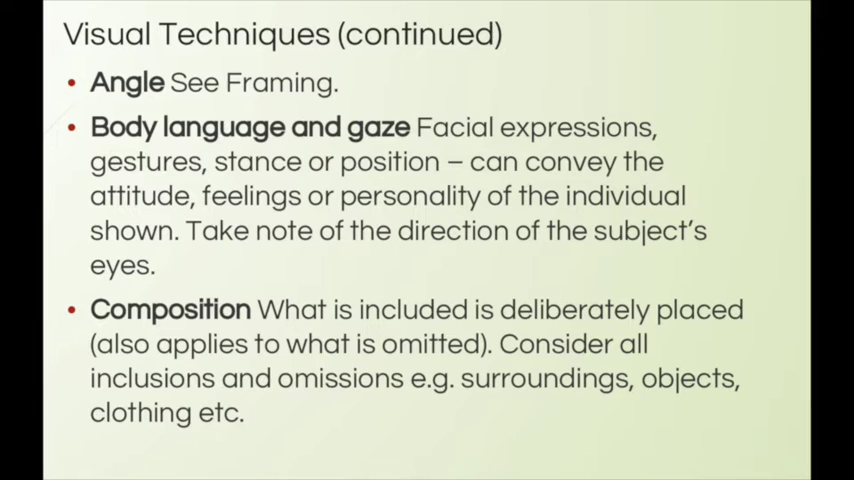 Visual Techniques (continued)
• Angle See Framing.
• Body language and gaze Facial expressions,
gestures, stance or position – can convey the
attitude, feelings or personality of the individual
shown. Take note of the direction of the subject's
eyes.
• Composition What is included is deliberately placed
(also applies to what is omitted). Consider all
inclusions and omissions e.g. surroundings, objects,
clothing etc.